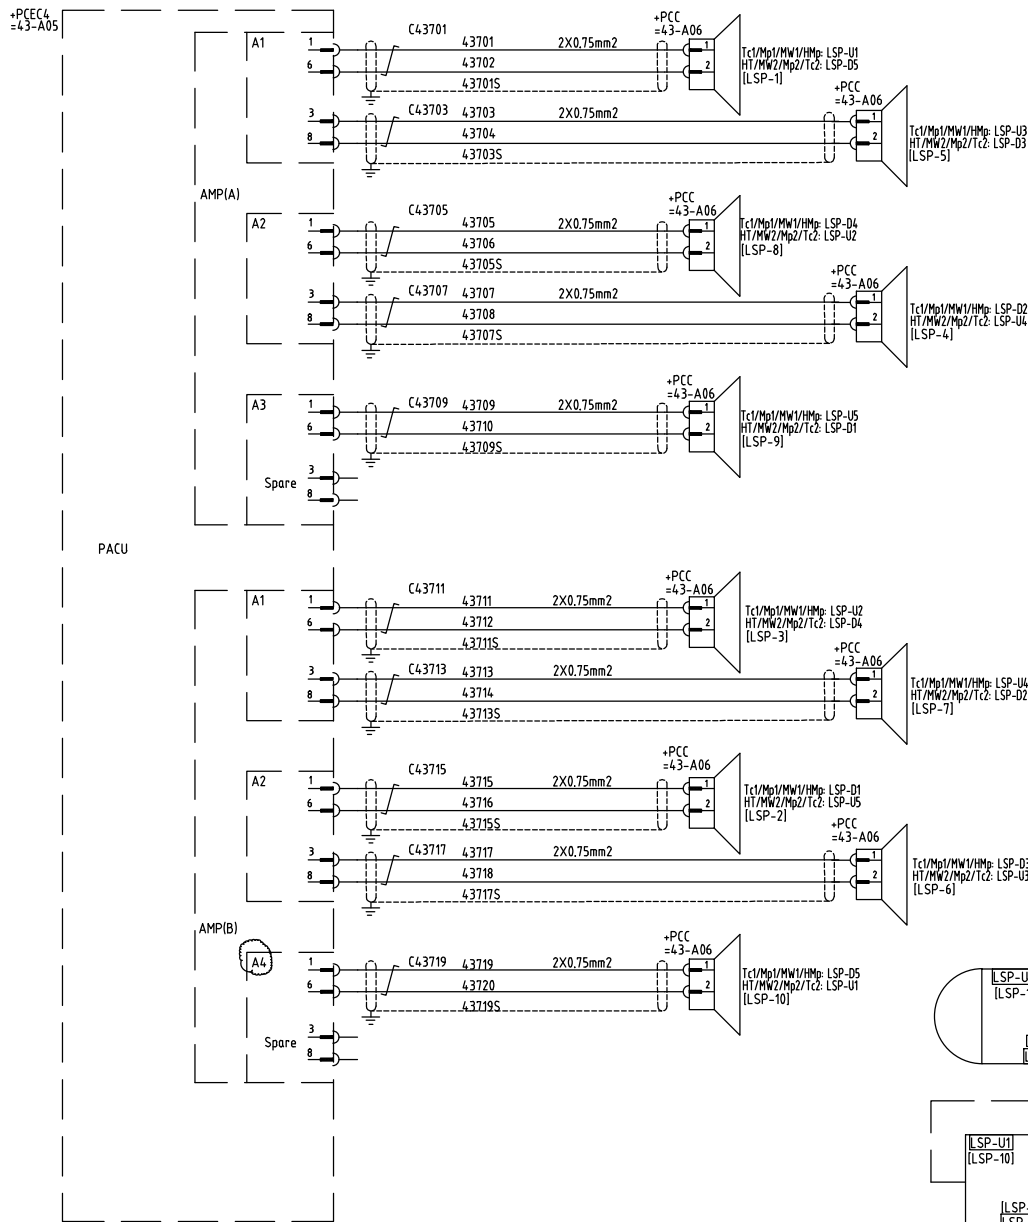 +PCEC4
=43-A05
PACU
AMP(A)
A1
1
6
C43701
43701
2X0.75mm2
43702
43701S
+PCC
=43-A06
1
2
Tc1/Mp1/MW1/HMp: LSP-U1
HT/MW2/Mp2/Tc2: LSP-D5
[LSP-1]
3
8
C43703
43703
2X0.75mm2
43704
43703S
+PCC
=43-A06
1
2
Tc1/Mp1/MW1/HMp: LSP-U3
HT/MW2/Mp2/Tc2: LSP-D3
[LSP-5]
A2
1
6
C43705
43705
2X0.75mm2
43706
43705S
+PCC
=43-A06
1
2
Tc1/Mp1/MW1/HMp: LSP-D4
HT/MW2/Mp2/Tc2: LSP-U2
[LSP-8]
3
8
C43707
43707
2X0.75mm2
43708
43707S
+PCC
=43-A06
1
2
Tc1/Mp1/MW1/HMp: LSP-D2
HT/MW2/Mp2/Tc2: LSP-U4
[LSP-4]
A3
1
6
C43709
43709
2X0.75mm2
43710
43709S
+PCC
=43-A06
1
2
Tc1/Mp1/MW1/HMp: LSP-U5
HT/MW2/Mp2/Tc2: LSP-D1
[LSP-9]
Spare
3
8
AMP(B)
A1
1
6
C43711
43711
2X0.75mm2
43712
43711S
+PCC
=43-A06
1
2
Tc1/Mp1/MW1/HMp: LSP-U2
HT/MW2/Mp2/Tc2: LSP-D4
[LSP-3]
3
8
C43713
43713
2X0.75mm2
43714
43713S
+PCC
=43-A06
1
2
Tc1/Mp1/MW1/HMp: LSP-U4
HT/MW2/Mp2/Tc2: LSP-D2
[LSP-7]
A2
1
6
C43715
43715
2X0.75mm2
43716
43715S
+PCC
=43-A06
1
2
Tc1/Mp1/MW1/HMp: LSP-D1
HT/MW2/Mp2/Tc2: LSP-U5
[LSP-2]
3
8
C43717
43717
2X0.75mm2
43718
43717S
+PCC
=43-A06
1
2
Tc1/Mp1/MW1/HMp: LSP-D3
HT/MW2/Mp2/Tc2: LSP-U3
[LSP-6]
A4
1
6
C43719
43719
2X0.75mm2
43720
43719S
+PCC
=43-A06
1
2
Tc1/Mp1/MW1/HMp: LSP-D5
HT/MW2/Mp2/Tc2: LSP-U1
[LSP-10]
Spare
3
8
LSP-U
[LSP-
LSP-U1
[LSP-10]
[LSP-
LSP-